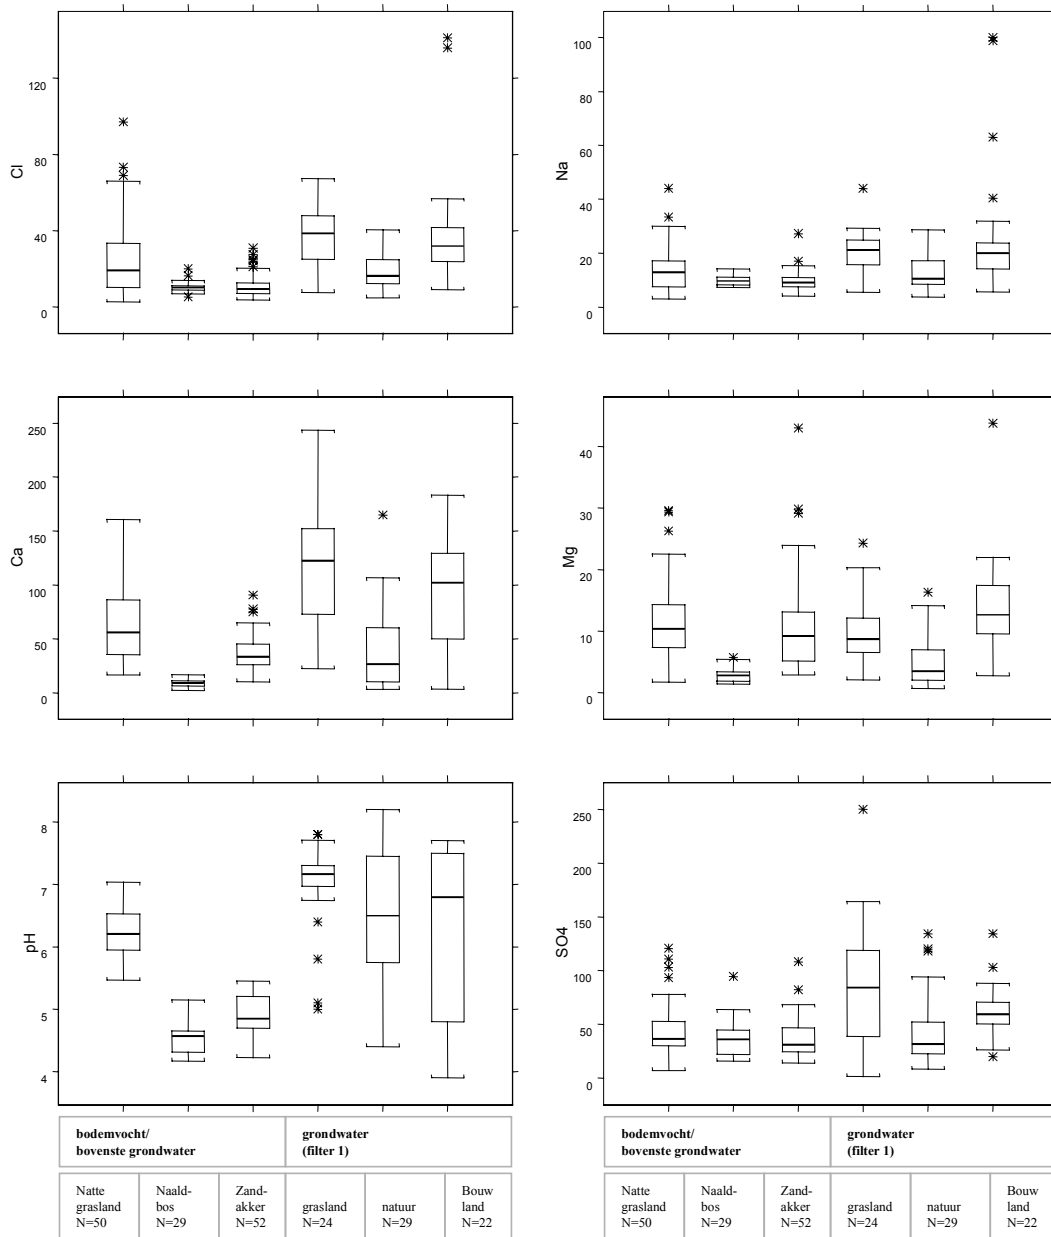 Cl
120
80
40
0
Na
100
80
60
40
20
0
Ca
250
200
150
100
50
0
Mg
40
30
20
10
0
pH
8
7
6
5
4
SO4
250
200
150
100
50
0
bodemvocht/
bovenste grondwater
grondwater
(filter 1)
Natte
grasland
N=50
Naald-
bos
N=29
Zand-
akker
N=52
grasland
N=24
natuur
N=29
Bouw
land
N=22
bodemvocht/
bovenste grondwater
grondwater
(filter 1)
Natte
grasland
N=50
Naald-
bos
N=29
Zand-
akker
N=52
grasland
N=24
natuur
N=29
Bouw
land
N=22